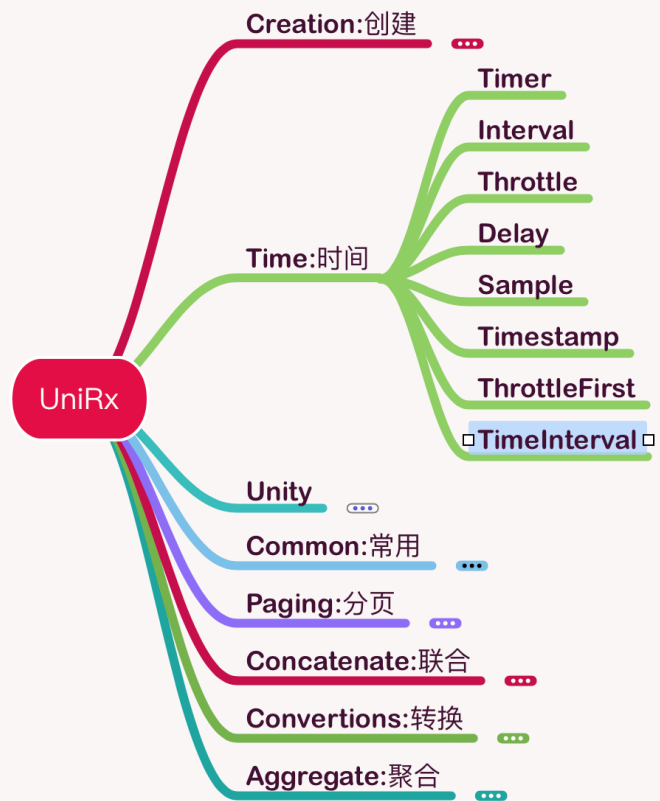 Creation:创建
Timer
Interval
Throttle
Delay
Time:时间
Sample
Timestamp
ThrottleFirst
UniRx
TimeInterval
Unity
Common:常用
Paging:分页
Concatenate:联合
Convertions:转换
Aggregate:聚合